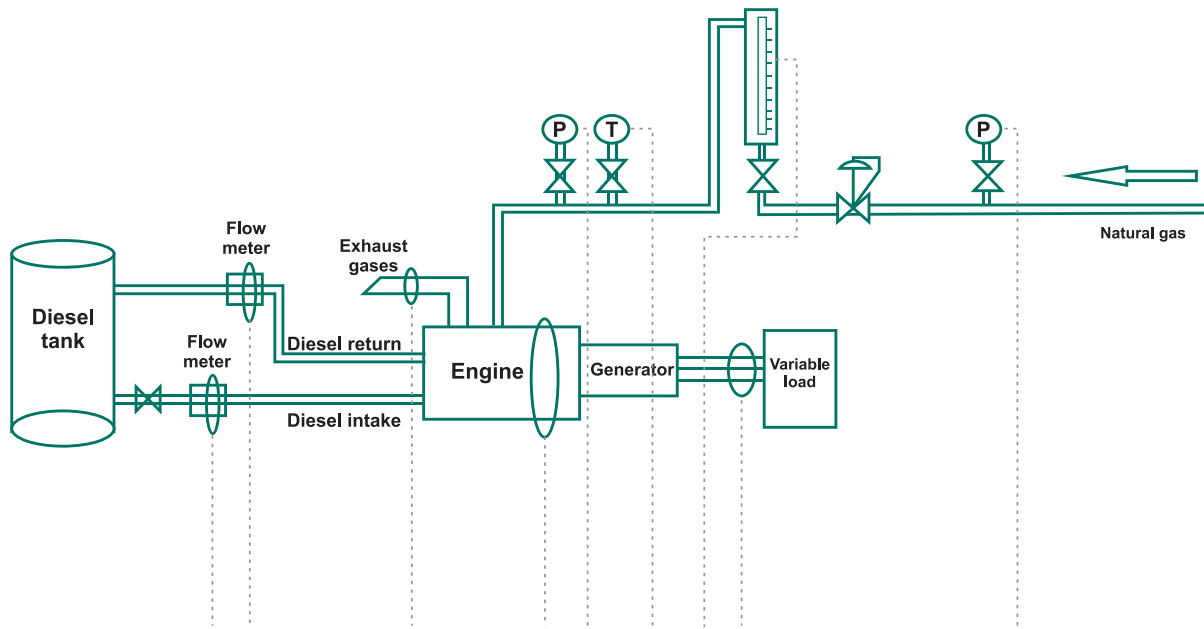 P
T
P
Natural gas
Flow
meter
Exhaust
gases
Diesel
tank
Flow
meter
Diesel return
Engine
Generator
Variable
load
Diesel intake